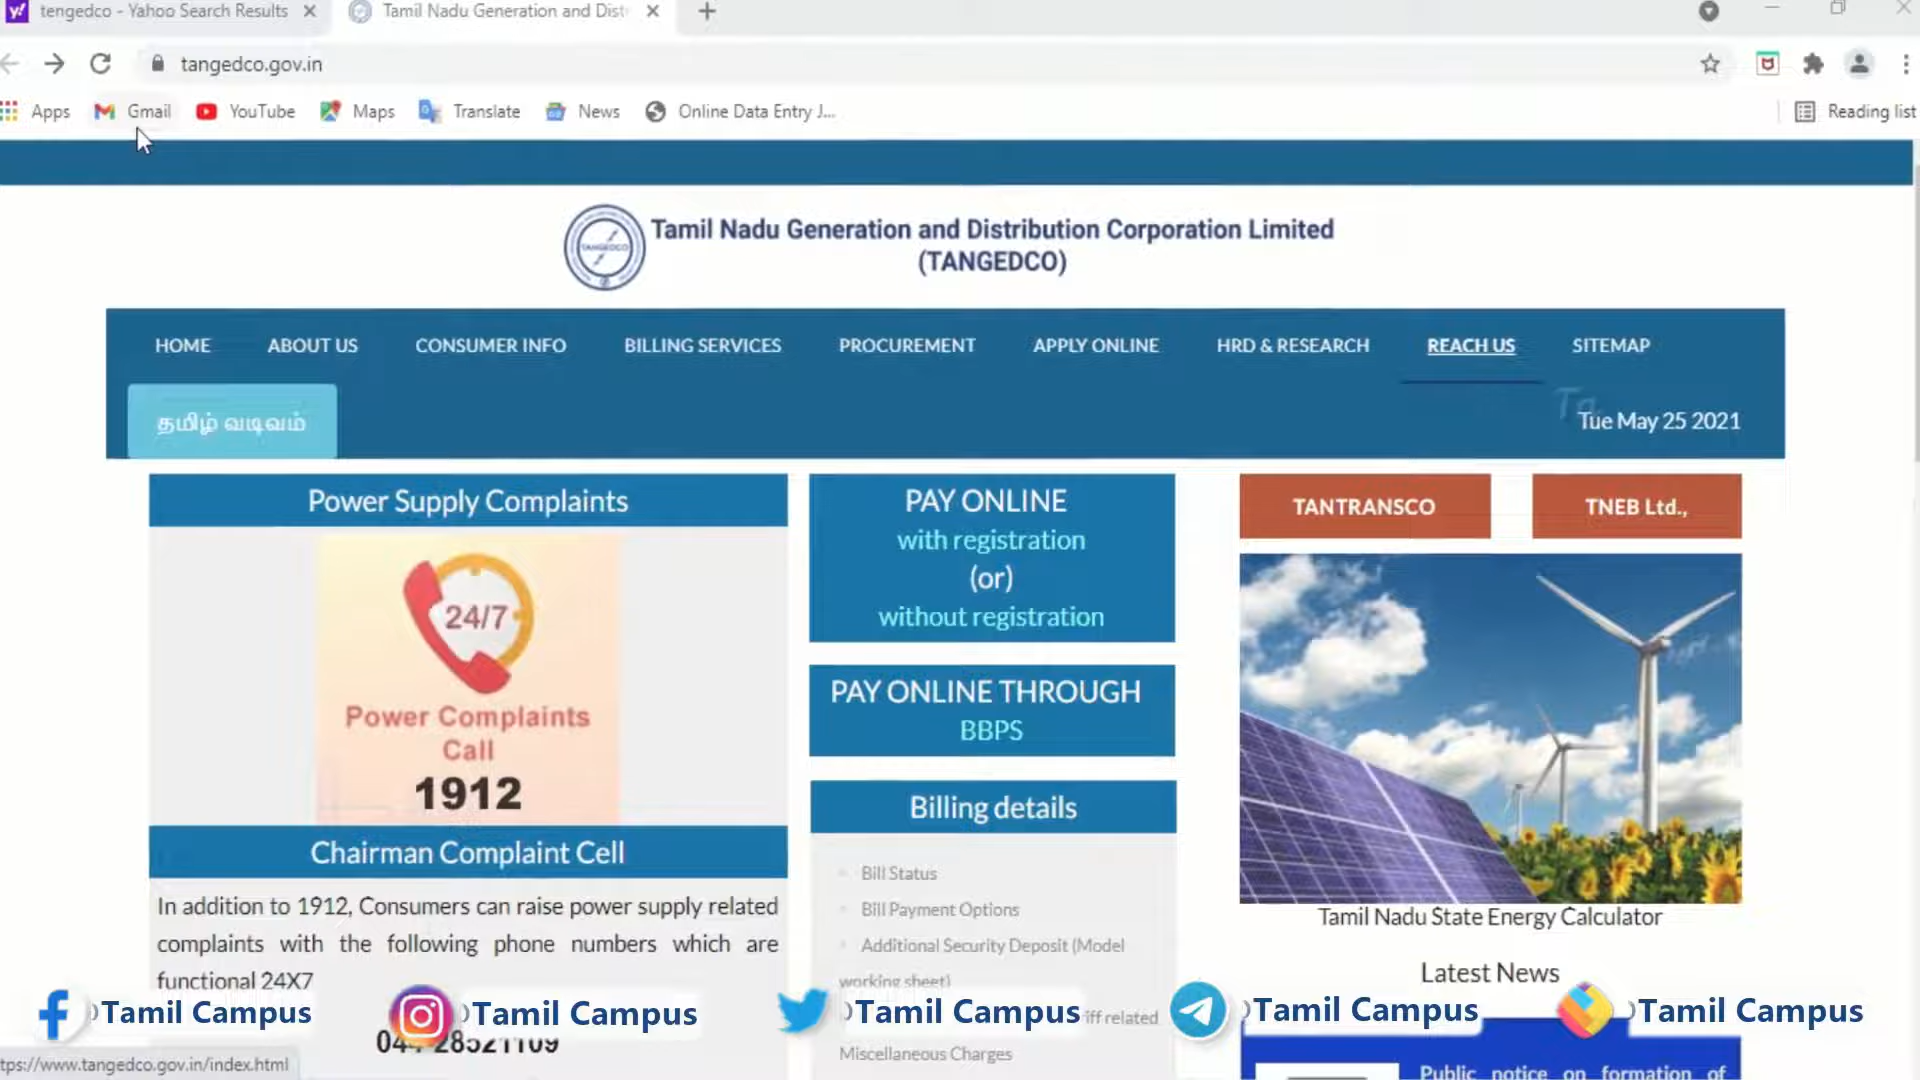 tengedco - Yahoo Search Results
Tamil Nadu Generation and Distr
tangedco.gov.in
Apps Gmail YouTube Maps Translate News Online Data Entry J... Reading list
Tamil Nadu Generation and Distribution Corporation Limited
(TANGEDCO)
HOME ABOUT US CONSUMER INFO BILLING SERVICES PROCUREMENT APPLY ONLINE HRD & RESEARCH REACH US SITEMAP
தமிழ் வடிவம்
Tue May 25 2021
Power Supply Complaints
24/7
Power Complaints
Call
1912
Chairman Complaint Cell
In addition to 1912, Consumers can raise power supply related
complaints with the following phone numbers which are
functional 24X7
044-28521109
PAY ONLINE
with registration
(or)
without registration
PAY ONLINE THROUGH
BBPS
Billing details
Bill Status
Bill Payment Options
Additional Security Deposit (Model
working sheet)
iff related
Miscellaneous Charges
TANTRANSCO
TNEB Ltd.,
Tamil Nadu State Energy Calculator
Latest News
Public notice on formation of
Tamil Campus
Tamil Campus
Tamil Campus
Tamil Campus
Tamil Campus
tps://www.tangedco.gov.in/index.html